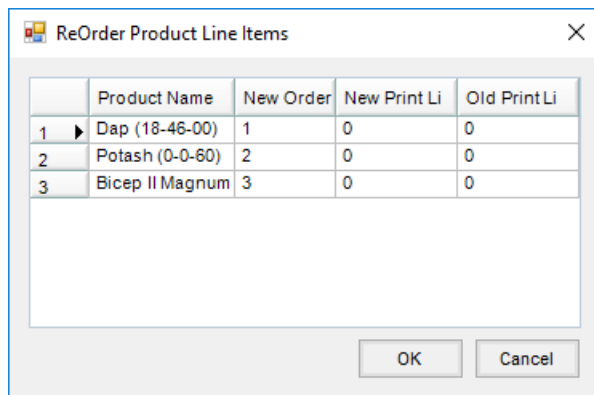 ReOrder Product Line Items
Product Name New Order New Print Li Old Print Li
1 Dap (18-46-00) 1 0 0
2 Potash (0-0-60) 2 0 0
3 Bicep II Magnum 3 0 0
OK Cancel